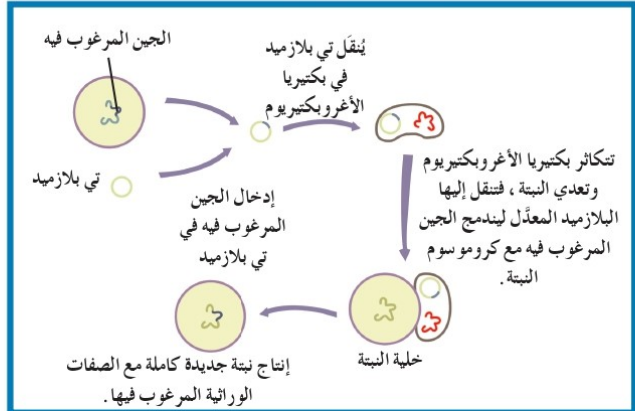 الجين المرغوب فيه
يُنقَل تي بلازميد
في بكتيريا
الأغروبكتيريوم
تي بلازميد
إدخال الجين
المرغوب فيه في
تي بلازميد
تتكاثر بكتيريا الأغروبكتيريوم
وتعدي النبتة ، فتنقل إليها
البلازميد المعدَّل ليندمج الجين
المرغوب فيه مع كروموسوم
النبتة .
خلية النبتة
إنتاج نبتة جديدة كاملة مع الصفات
الوراثية المرغوب فيها .